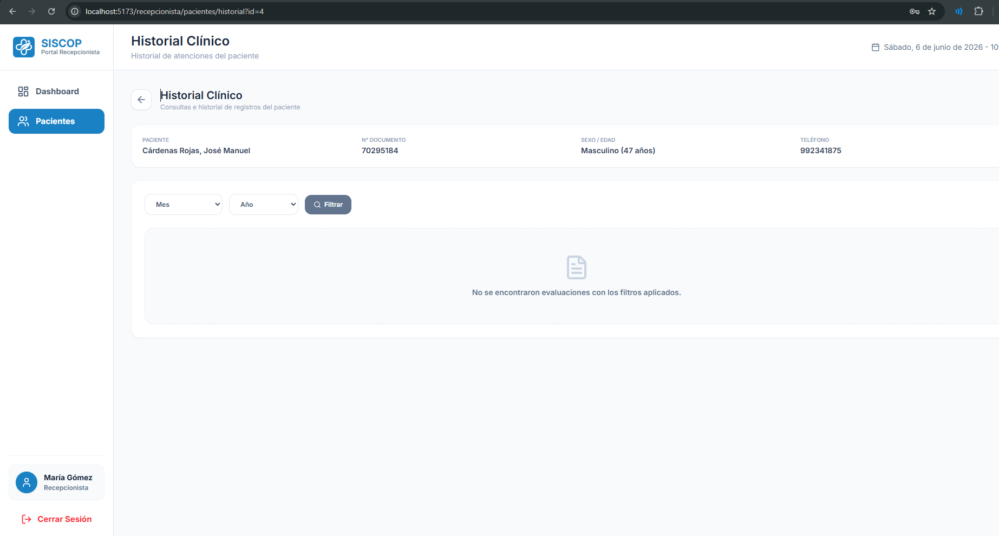 localhost:5173/recepcionista/pacientes/historial?id=4
SISCOP
Portal Recepcionista
Historial Clínico
Historial de atenciones del paciente
Sábado, 6 de junio de 2026 - 10
Dashboard
Pacientes
Historial Clínico
Consultas e historial de registros del paciente
PACIENTE
Cárdenas Rojas, José Manuel
N° DOCUMENTO
70295184
SEXO / EDAD
Masculino (47 años)
TELÉFONO
992341875
Mes
Año
Filtrar
No se encontraron evaluaciones con los filtros aplicados.
María Gómez
Recepcionista
Cerrar Sesión